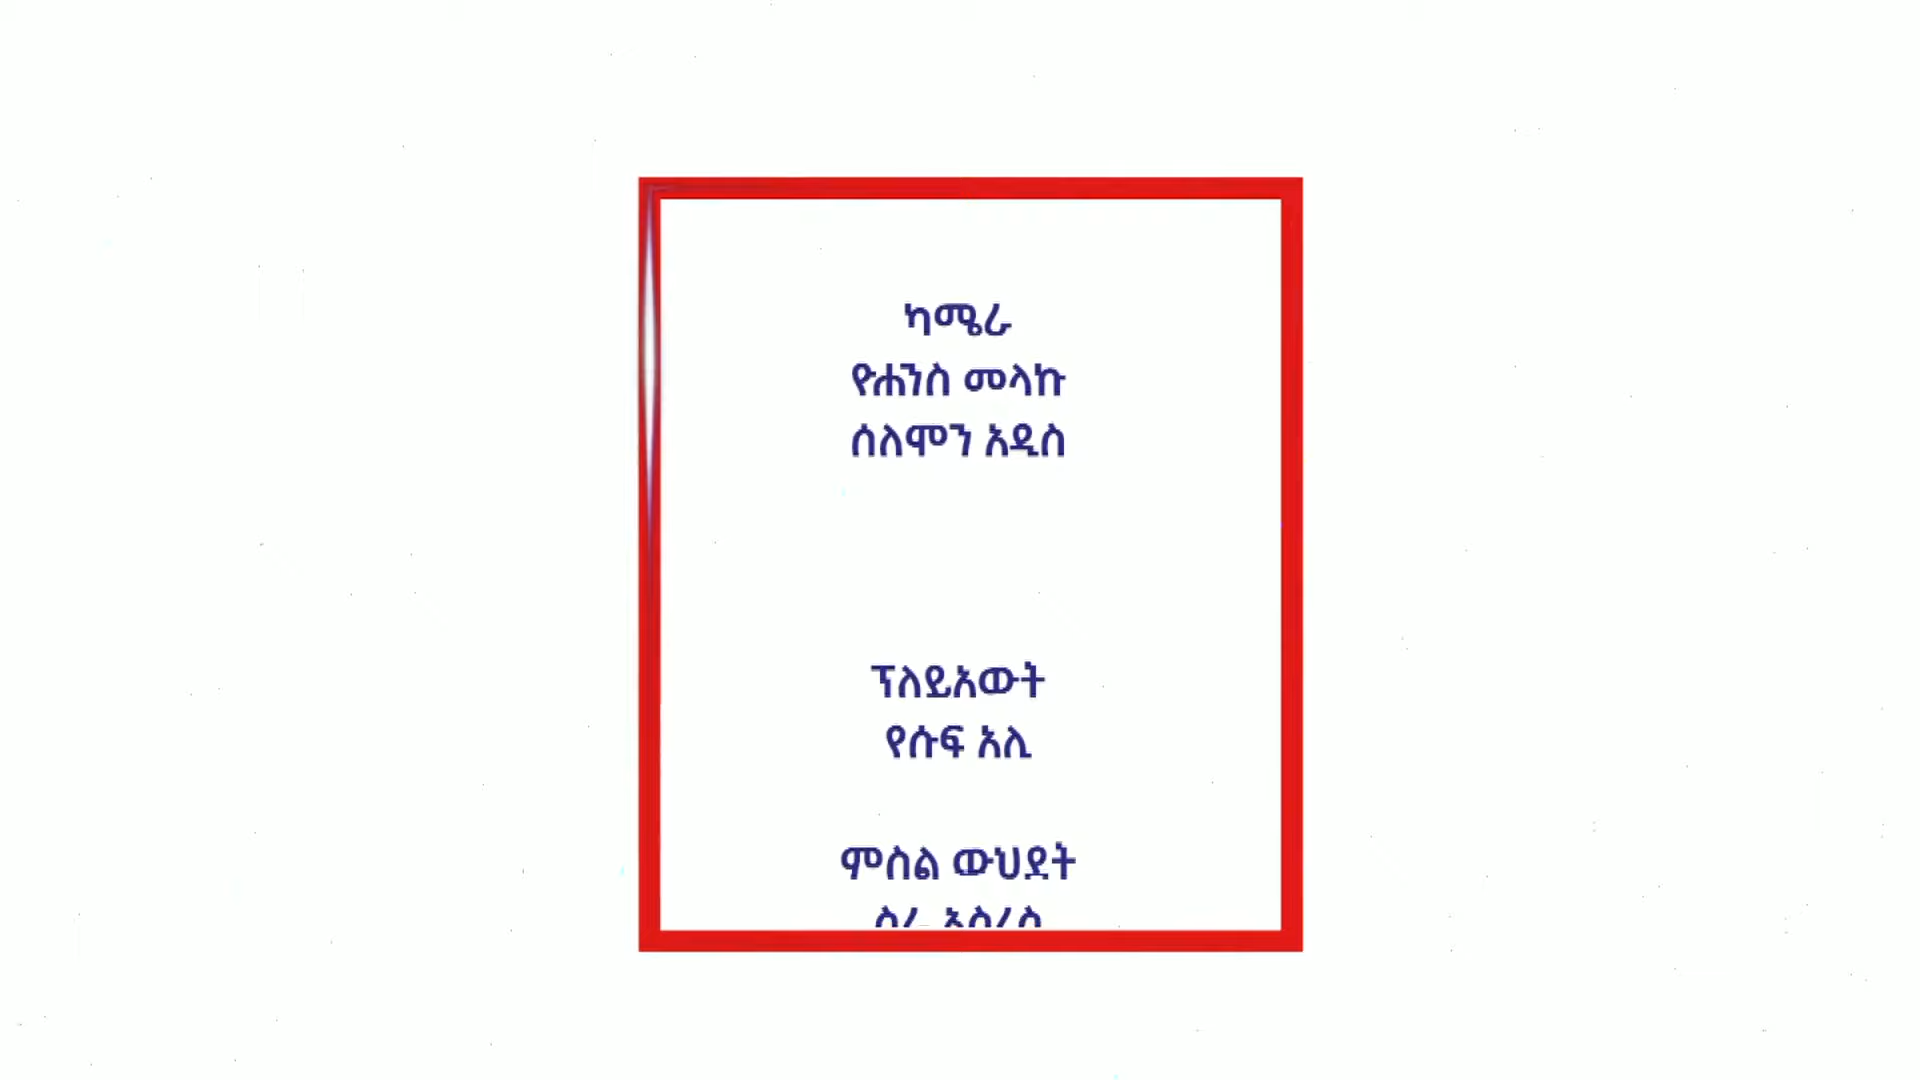 ካሜራ
ዮሐንስ መላኩ
ሰለሞን አዲስ
ፕለይአውት
የሱፍ አሊ
ምስል ውህደት